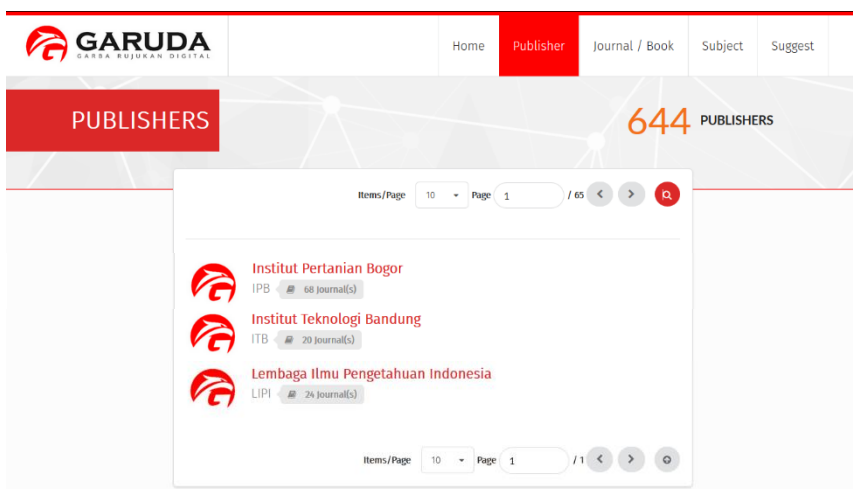 GARUDA
GARBA RUJUKAN DIGITAL
Home Publisher Journal / Book Subject Suggest
PUBLISHERS
644 PUBLISHERS
Items/Page 10 Page 1 / 65
Institut Pertanian Bogor
IPB 68 Journal(s)
Institut Teknologi Bandung
ITB 20 Journal(s)
Lembaga Ilmu Pengetahuan Indonesia
LIPI 24 Journal(s)
Items/Page 10 Page 1 / 1